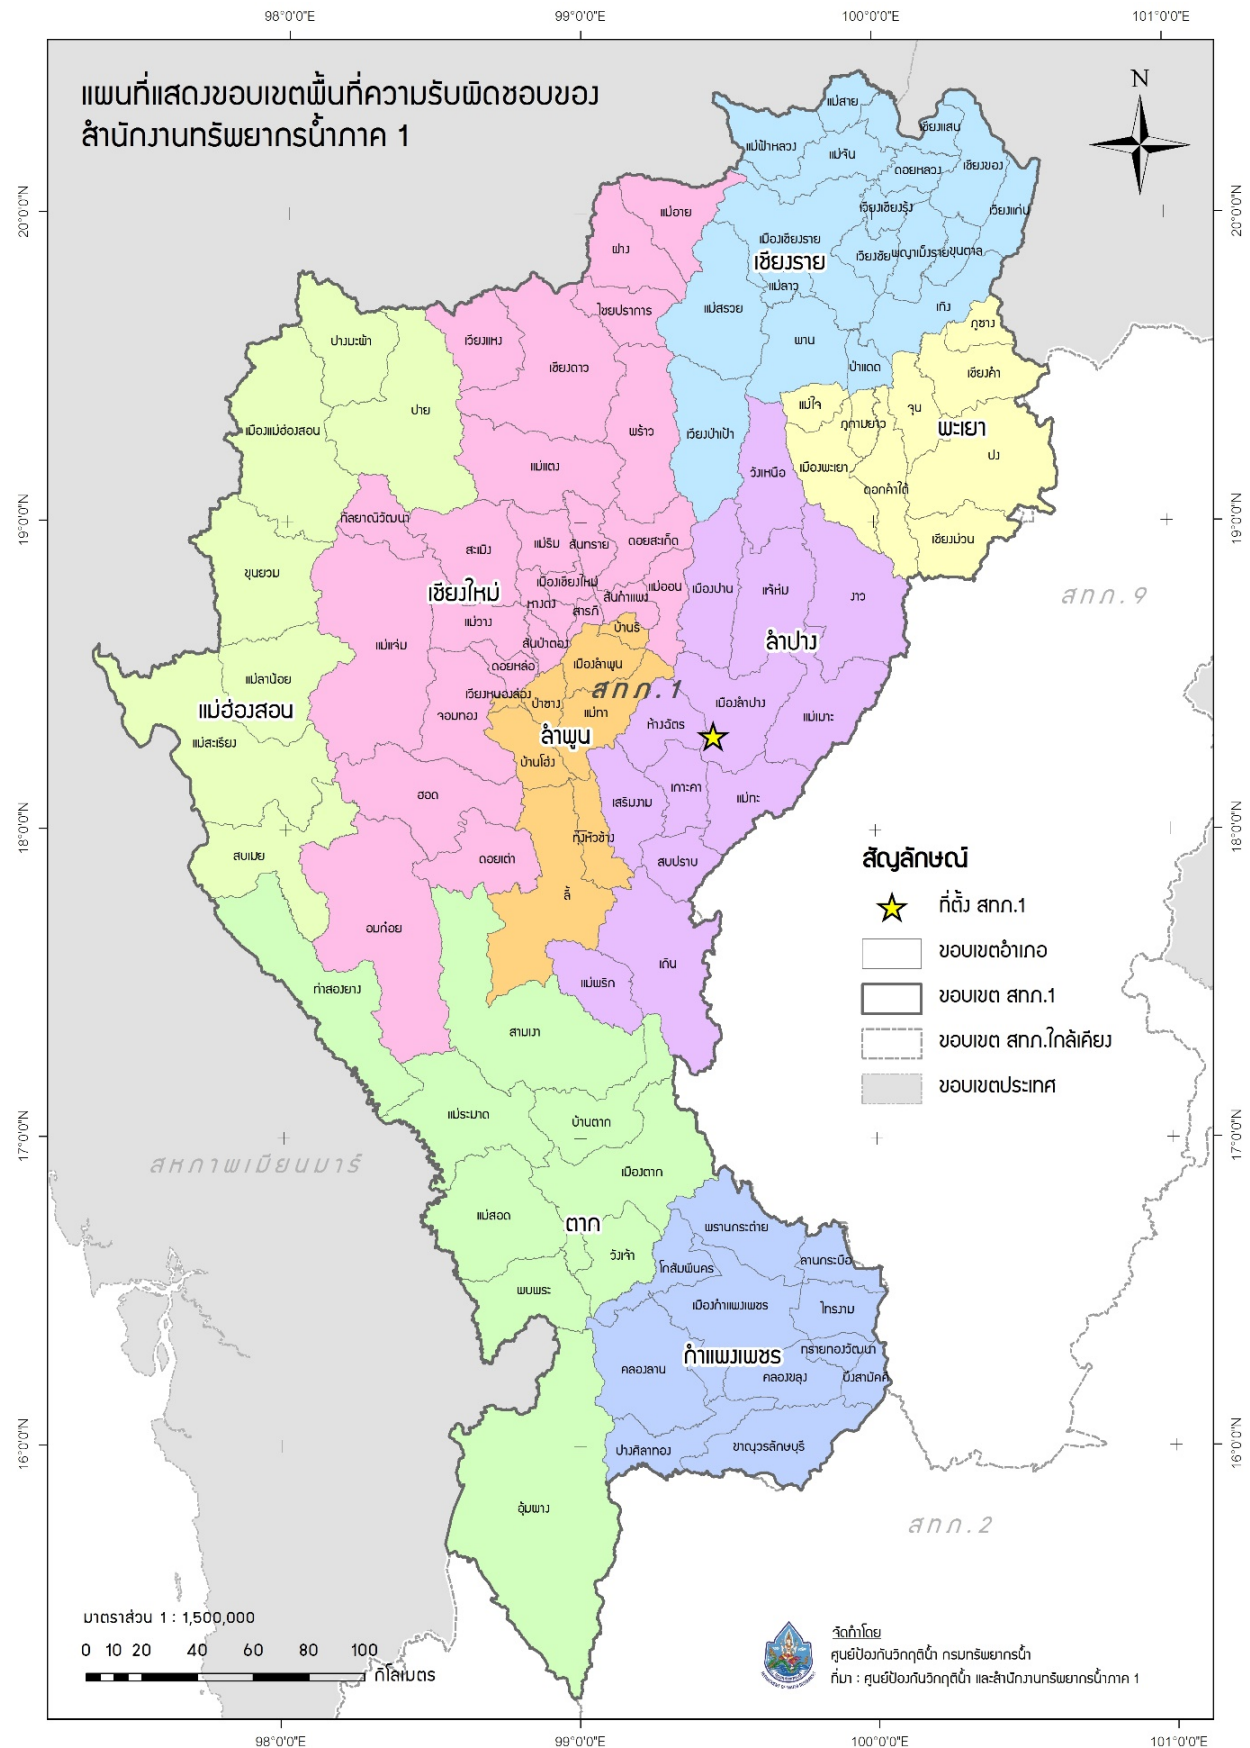 98°0'0"E 99°0'0"E 100°0'0"E 101°0'0"E
แผนที่แสดงขอบเขตพื้นที่ความรับผิดชอบของ
สำนักงานทรัพยากรน้ำภาค 1
N
แม่สาย
เชียงแสน
แม่ฟ้าหลวง
แม่จัน
ดอยหลวง
เชียงของ
20°0'0"N
20°0'0"N
แม่อาย
เวียงเชียงรุ้ง
เวียงแก่น
ฝาง
เมืองเชียงราย
เชียงราย
เวียงชัย
พญาเม็งราย
ขุนตาล
แม่ลาว
ไชยปราการ
แม่สรวย
เทิง
ภูซาง
ปางมะผ้า
เวียงแหง
พาน
เชียงดาว
ป่าแดด
เชียงคำ
ปาย
แม่ใจ
จุน
เมืองแม่ฮ่องสอน
พร้าว
เวียงป่าเป้า
ภูกามยาว
พะเยา
ปง
แม่แตง
วังเหนือ
เมืองพะเยา
ดอกคำใต้
19°0'0"N
19°0'0"N
กัลยาณิวัฒนา
สะเมิง
แม่ริม
สันทราย
ดอยสะเก็ด
เชียงม่วน
ขุนยวม
เชียงใหม่
เมืองเชียงใหม่
แม่ออน
เมืองปาน
แจ้ห่ม
งาว
สทภ.9
หางดง
สารภี
สันกำแพง
แม่วาง
บ้านธิ
แม่แจ่ม
สันป่าตอง
ลำปาง
ดอยหล่อ
เมืองลำพูน
แม่ลาน้อย
เวียงหนองล่อง
สทภ.1
ป่าซาง
เมืองลำปาง
แม่ฮ่องสอน
จอมทอง
แม่ทา
ห้างฉัตร
แม่เมาะ
แม่สะเรียง
ลำพูน
บ้านโฮ่ง
ฮอด
เสริมงาม
เกาะคา
แม่ทะ
18°0'0"N
18°0'0"N
ทุ่งหัวช้าง
สบเมย
ดอยเต่า
สบปราบ
สัญลักษณ์
ลี้
ที่ตั้ง สทภ.1
อมก๋อย
ขอบเขตอำเภอ
เถิน
ท่าสองยาง
แม่พริก
ขอบเขต สทภ.1
สามเงา
ขอบเขต สทภ.ใกล้เคียง
ขอบเขตประเทศ
แม่ระมาด
บ้านตาก
17°0'0"N
17°0'0"N
สหภาพเมียนมาร์
เมืองตาก
แม่สอด
ตาก
พรานกระต่าย
วังเจ้า
ลานกระบือ
โกสัมพีนคร
พบพระ
เมืองกำแพงเพชร
ไทรงาม
ทรายทองวัฒนา
กำแพงเพชร
คลองลาน
คลองขลุง
บึงสามัคคี
16°0'0"N
16°0'0"N
ปางศิลาทอง
ขาณุวรลักษบุรี
อุ้มผาง
สทภ.2
มาตราส่วน 1 : 1,500,000
0 10 20 40 60 80 100
กิโลเมตร
จัดทำโดย
ศูนย์ป้องกันวิกฤติน้ำ กรมทรัพยากรน้ำ
ที่มา : ศูนย์ป้องกันวิกฤติน้ำ และสำนักงานทรัพยากรน้ำภาค 1
98°0'0"E 99°0'0"E 100°0'0"E 101°0'0"E